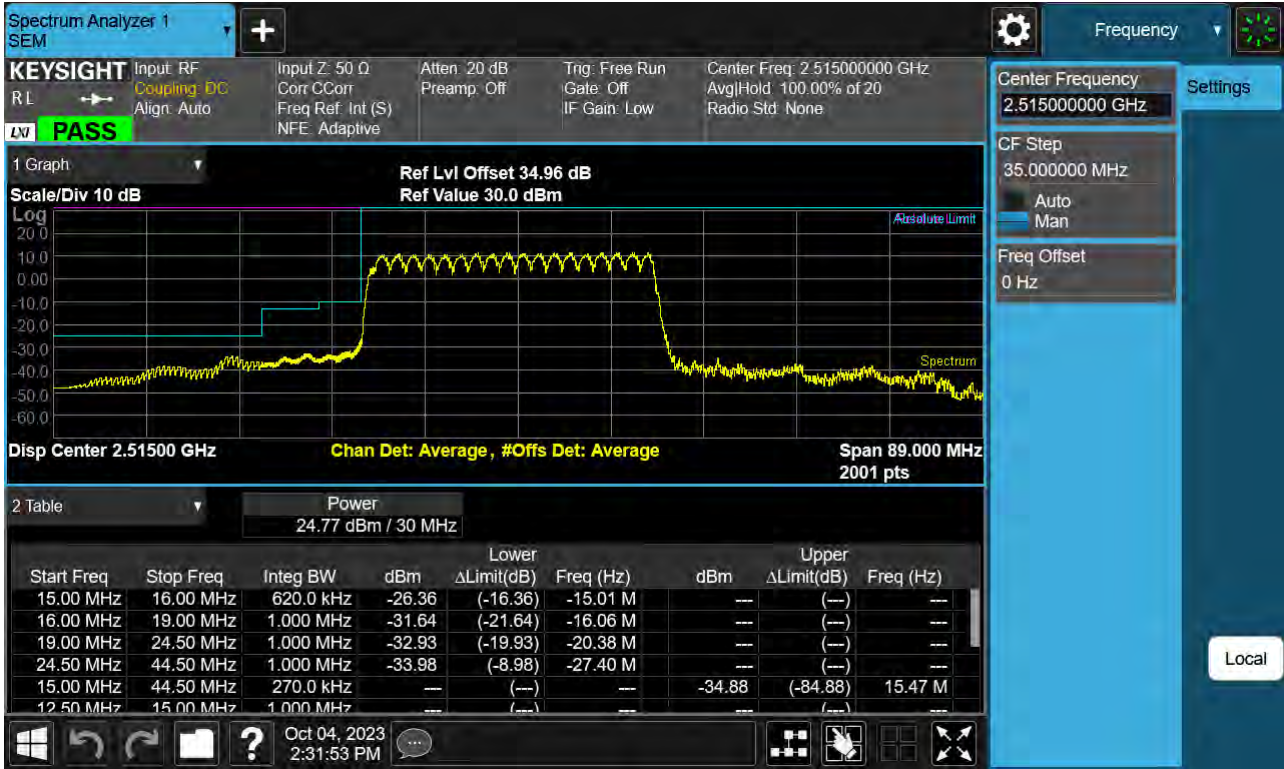 Spectrum Analyzer 1
SEM
+
Frequency
KEYSIGHT
RL
LXI
PASS
Input: RF
Coupling: DC
Align: Auto
Input Z: 50 Ω
Corr CCorr
Freq Ref: Int (S)
NFE: Adaptive
Atten: 20 dB
Preamp: Off
Trig: Free Run
Gate: Off
IF Gain: Low
Center Freq: 2.515000000 GHz
Avg|Hold: 100.00% of 20
Radio Std: None
Center Frequency
2.515000000 GHz
Settings
CF Step
35.000000 MHz
Auto
Man
Freq Offset
0 Hz
Local
1 Graph
Scale/Div 10 dB
Ref Lvl Offset 34.96 dB
Ref Value 30.0 dBm
Log
20.0
10.0
0.00
-10.0
-20.0
-30.0
-40.0
-50.0
-60.0
Absolute Limit
Spectrum
Disp Center 2.51500 GHz
Chan Det: Average, #Offs Det: Average
Span 89.000 MHz
2001 pts
2 Table
Power
24.77 dBm / 30 MHz
Lower Upper
Start Freq Stop Freq Integ BW dBm ΔLimit(dB) Freq (Hz) dBm ΔLimit(dB) Freq (Hz)
15.00 MHz 16.00 MHz 620.0 kHz -26.36 (-16.36) -15.01 M --- (---) ---
16.00 MHz 19.00 MHz 1.000 MHz -31.64 (-21.64) -16.06 M --- (---) ---
19.00 MHz 24.50 MHz 1.000 MHz -32.93 (-19.93) -20.38 M --- (---) ---
24.50 MHz 44.50 MHz 1.000 MHz -33.98 (-8.98) -27.40 M --- (---) ---
15.00 MHz 44.50 MHz 270.0 kHz --- (---) --- -34.88 (-84.88) 15.47 M
12.50 MHz 15.00 MHz 1.000 MHz --- (---) --- --- (---) ---
?
Oct 04, 2023
2:31:53 PM